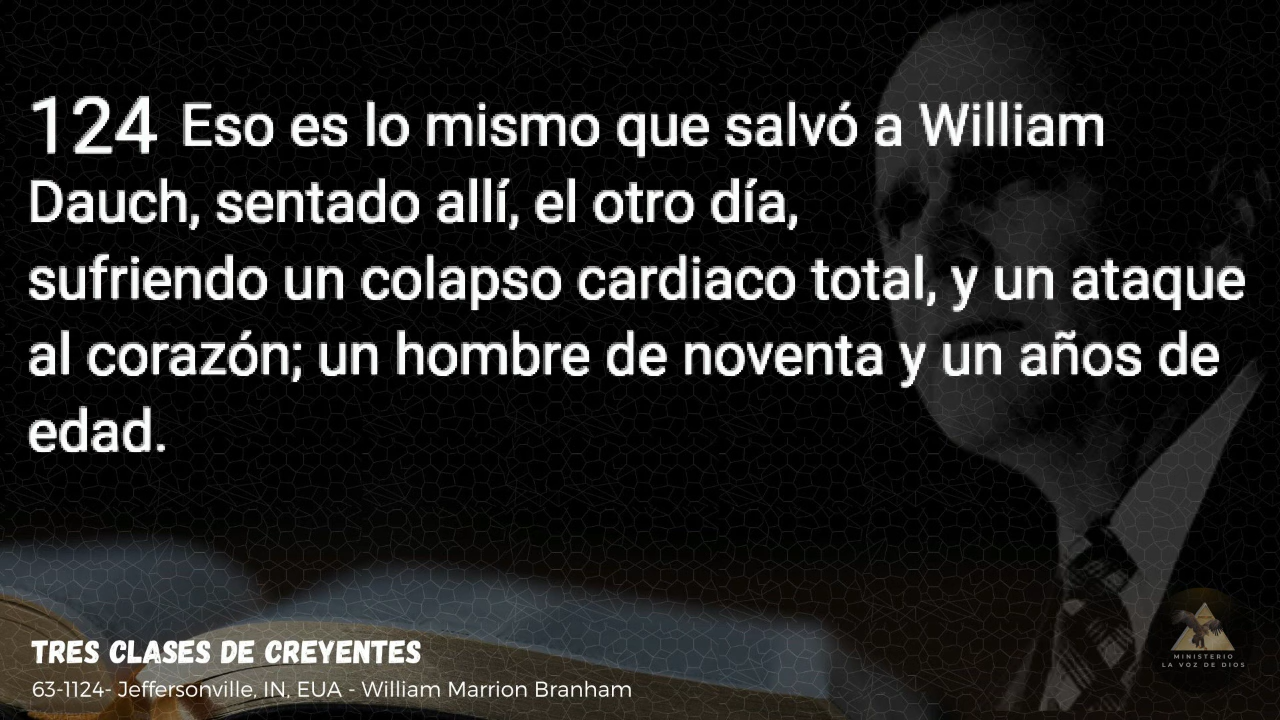 124 Eso es lo mismo que salvó a William
Dauch, sentado allí, el otro día,
sufriendo un colapso cardiaco total, y un ataque
al corazón; un hombre de noventa y un años de
edad.
TRES CLASES DE CREYENTES
63-1124- Jeffersonville, IN, EUA - William Marrion Branham
MINISTERIO
LA VOZ DE DIOS